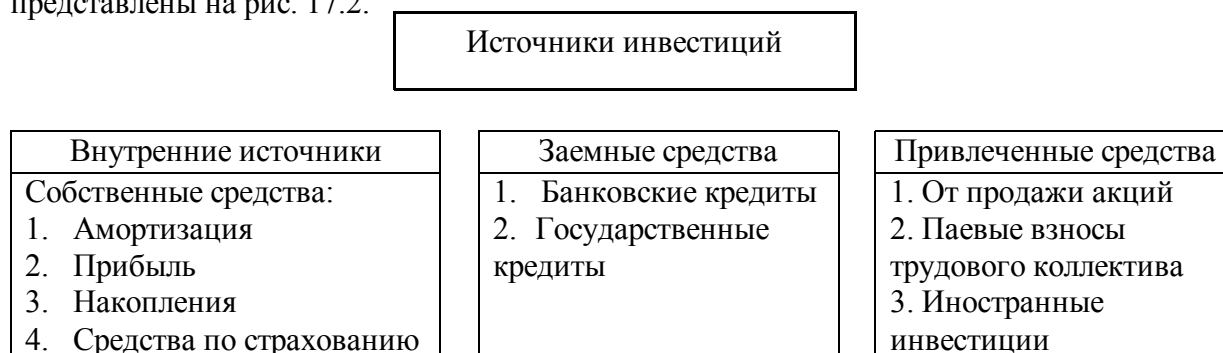 представлены на рис. 17.2.
Источники инвестиций
Внутренние источники
Собственные средства:
1. Амортизация
2. Прибыль
3. Накопления
4. Средства по страхованию
Заемные средства
1. Банковские кредиты
2. Государственные
кредиты
Привлеченные средства
1. От продажи акций
2. Паевые взносы
трудового коллектива
3. Иностранные
инвестиции